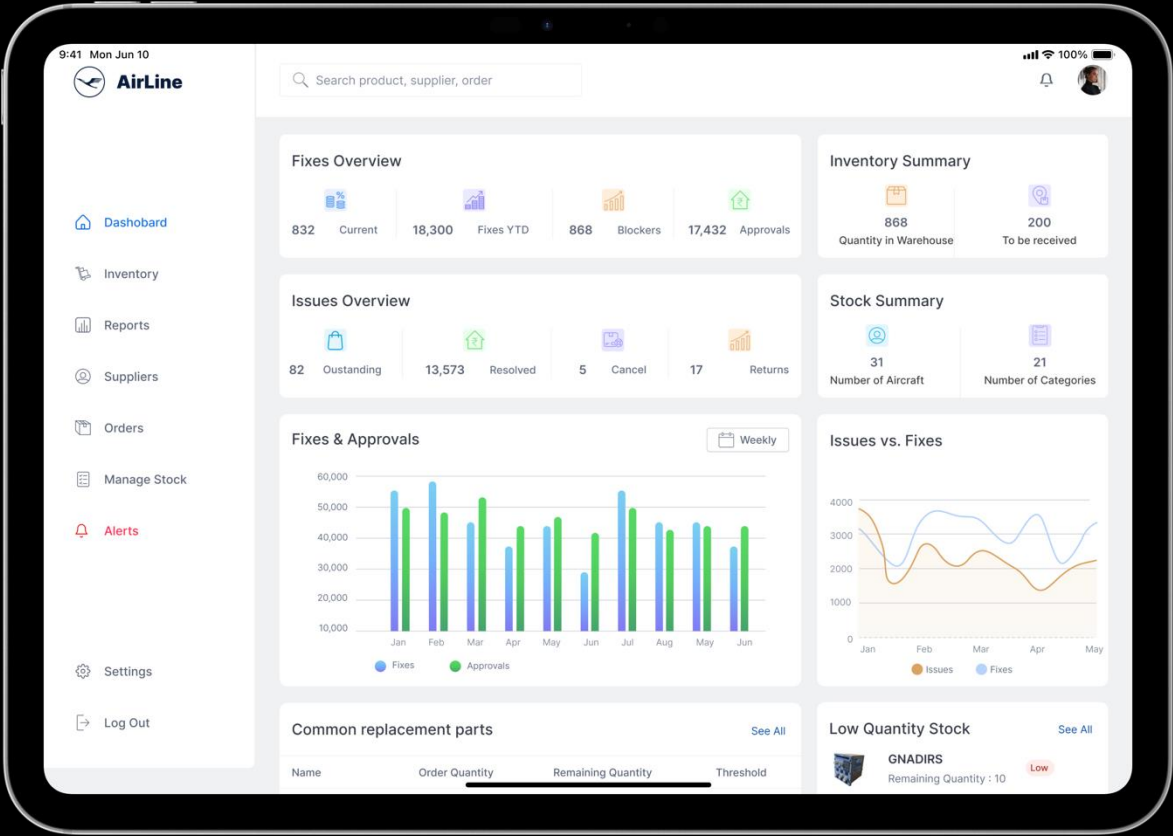 9:41 Mon Jun 10
100%
AirLine
Search product, supplier, order
Dashobard
Inventory
Reports
Suppliers
Orders
Manage Stock
Alerts
Settings
Log Out
Fixes Overview
832 Current
18,300 Fixes YTD
868 Blockers
17,432 Approvals
Inventory Summary
868
Quantity in Warehouse
200
To be received
Issues Overview
82 Oustanding
13,573 Resolved
5 Cancel
17 Returns
Stock Summary
31
Number of Aircraft
21
Number of Categories
Fixes & Approvals
Weekly
60,000
50,000
40,000
30,000
20,000
10,000
Jan Feb Mar Apr May Jun Jul Aug May Jun
Fixes Approvals
Issues vs. Fixes
4000
3000
2000
1000
0
Jan Feb Mar Apr May
Issues Fixes
Common replacement parts
See All
Name Order Quantity Remaining Quantity Threshold
Low Quantity Stock
See All
GNADIRS
Remaining Quantity : 10
Low